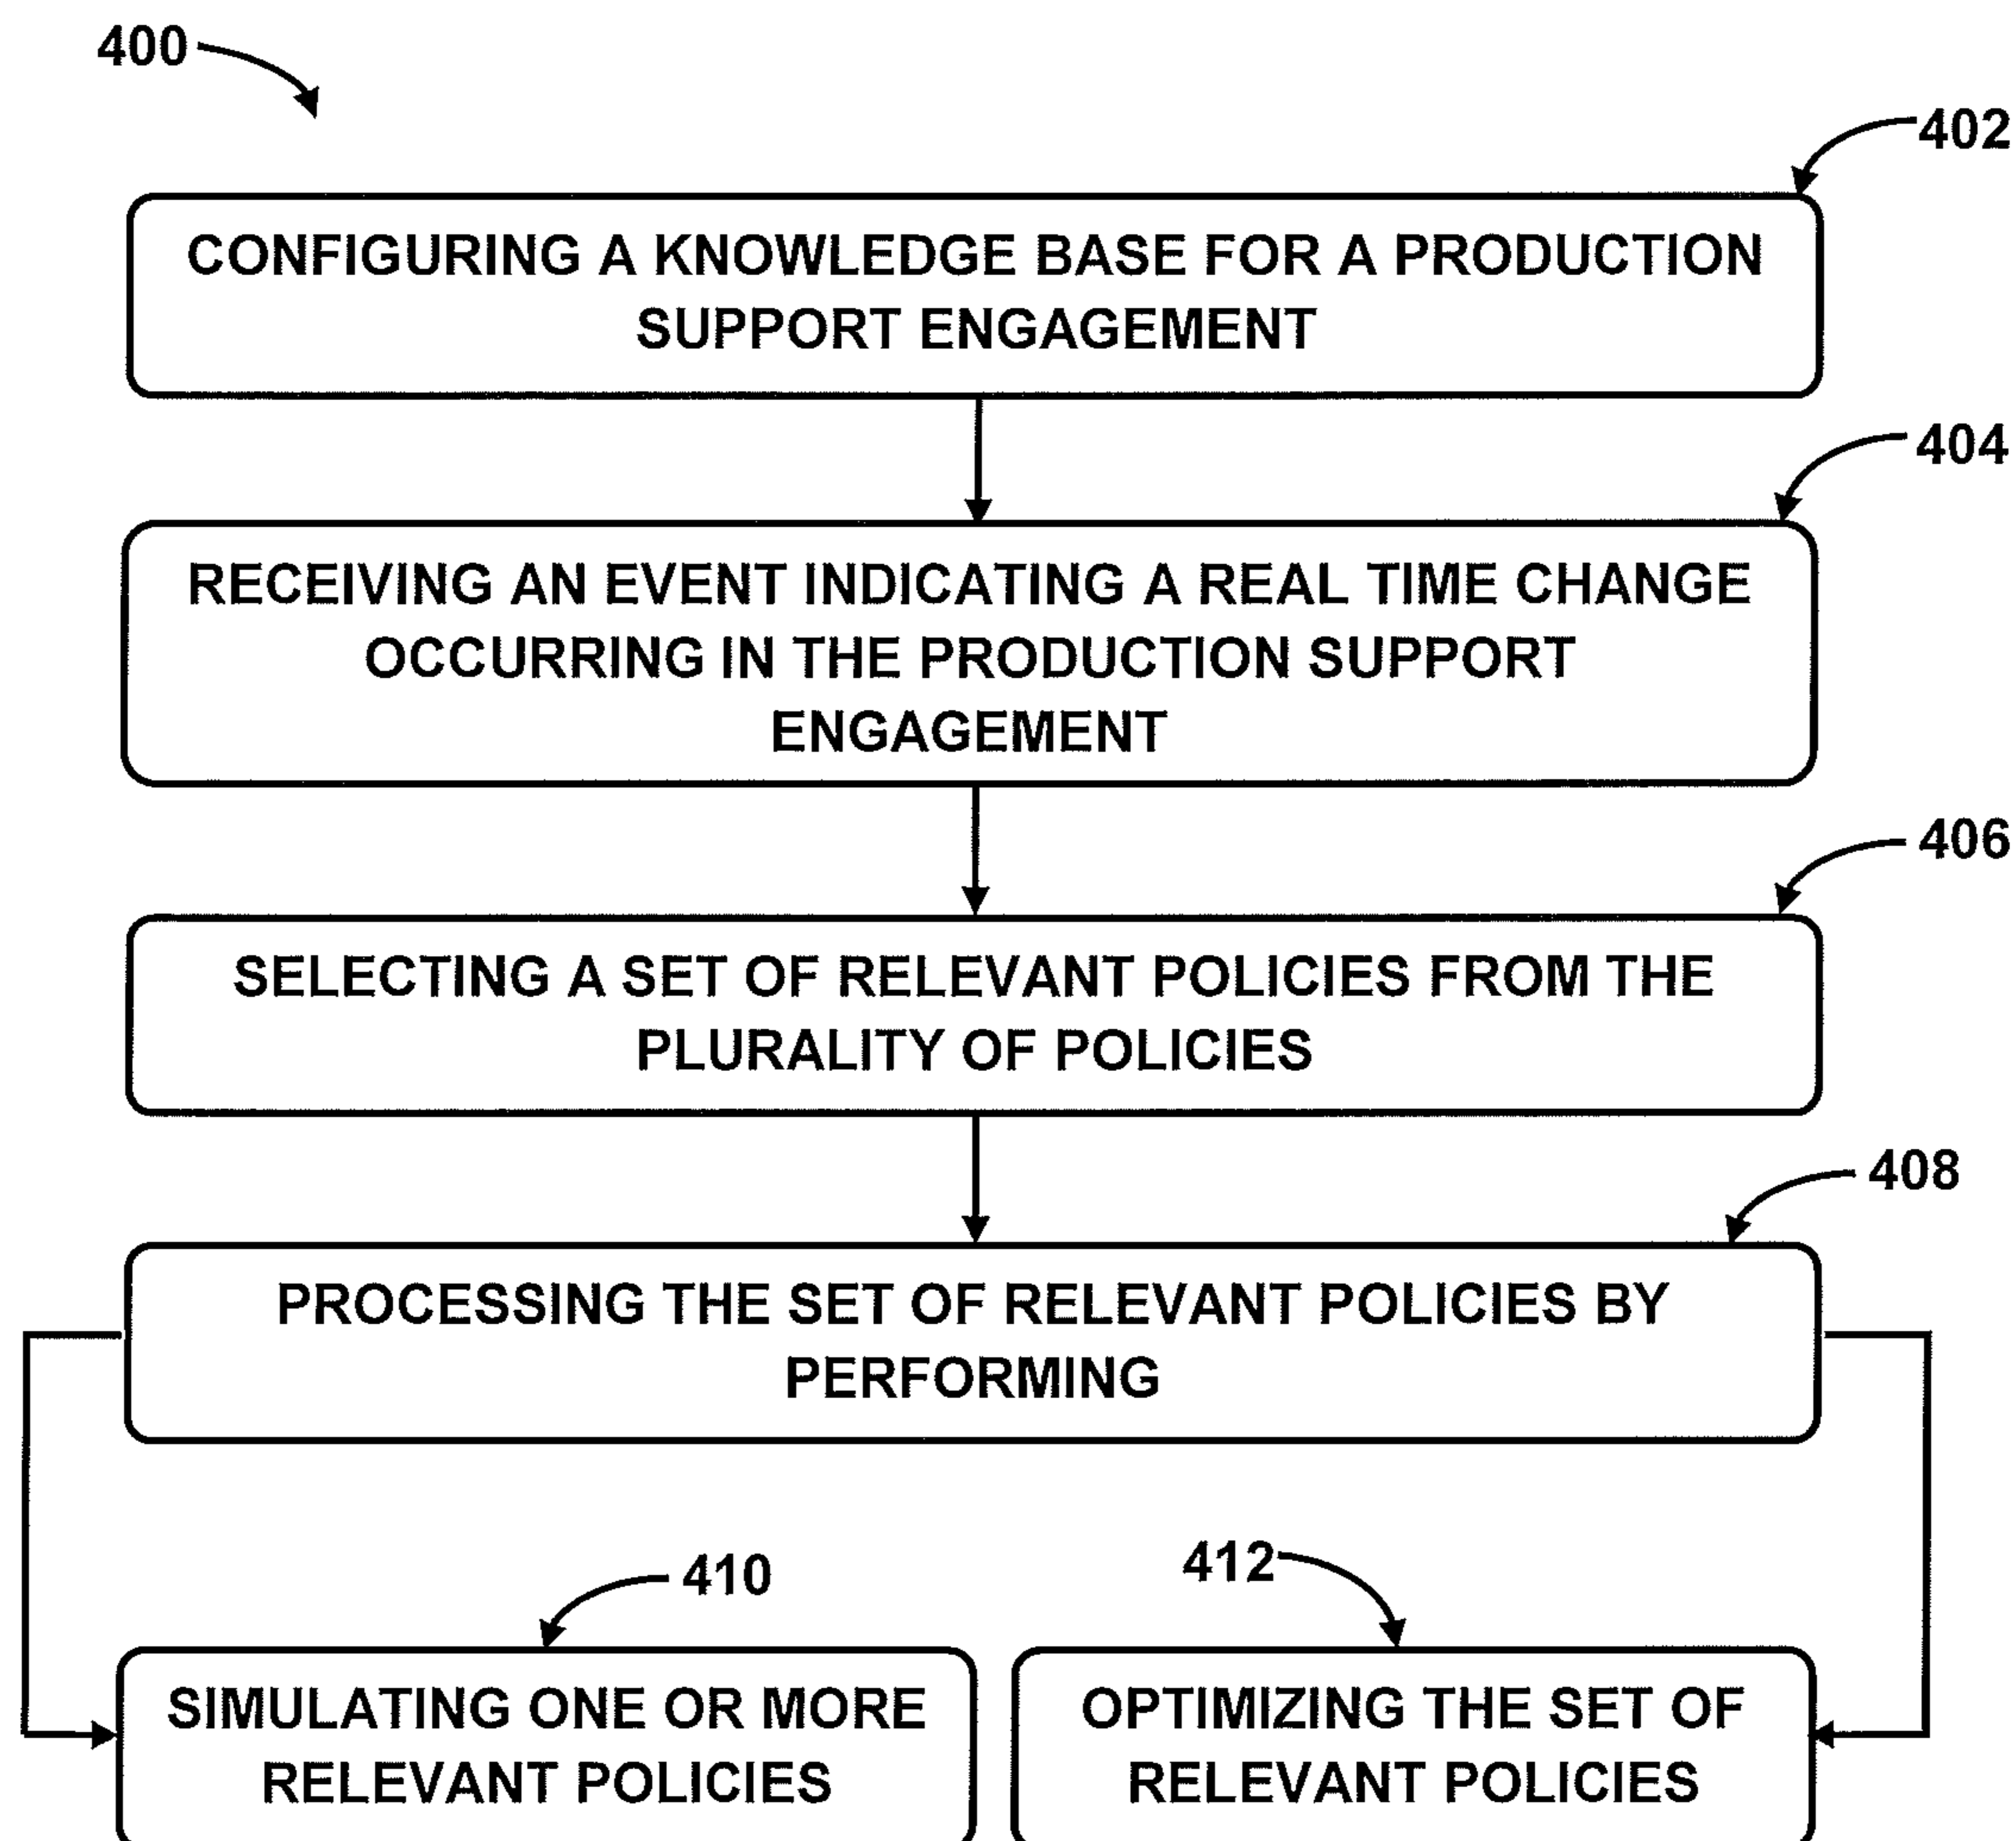 400
402
CONFIGURING A KNOWLEDGE BASE FOR A PRODUCTION
SUPPORT ENGAGEMENT
404
RECEIVING AN EVENT INDICATING A REAL TIME CHANGE
OCCURRING IN THE PRODUCTION SUPPORT
ENGAGEMENT
406
SELECTING A SET OF RELEVANT POLICIES FROM THE
PLURALITY OF POLICIES
408
PROCESSING THE SET OF RELEVANT POLICIES BY
PERFORMING
410
SIMULATING ONE OR MORE
RELEVANT POLICIES
412
OPTIMIZING THE SET OF
RELEVANT POLICIES